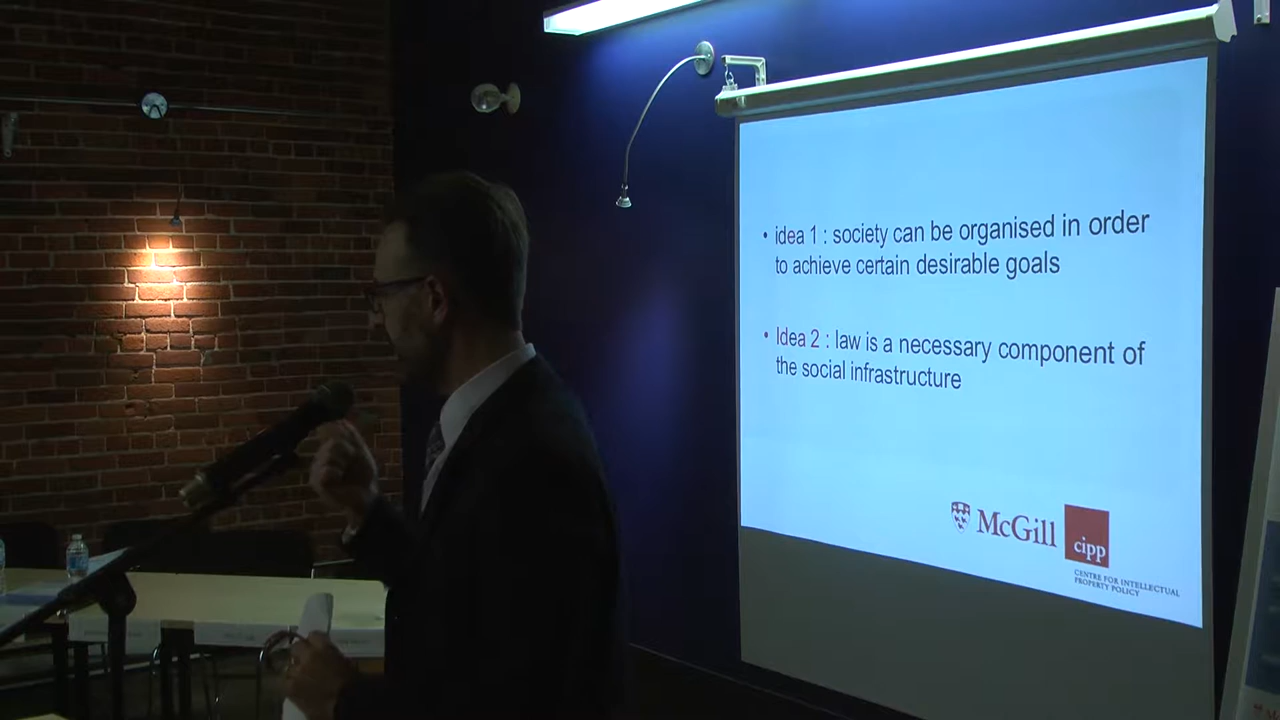 • idea 1 : society can be organised in order
to achieve certain desirable goals
• Idea 2 : law is a necessary component of
the social infrastructure
McGill
cipp
CENTRE FOR INTELLECTUAL
PROPERTY POLICY